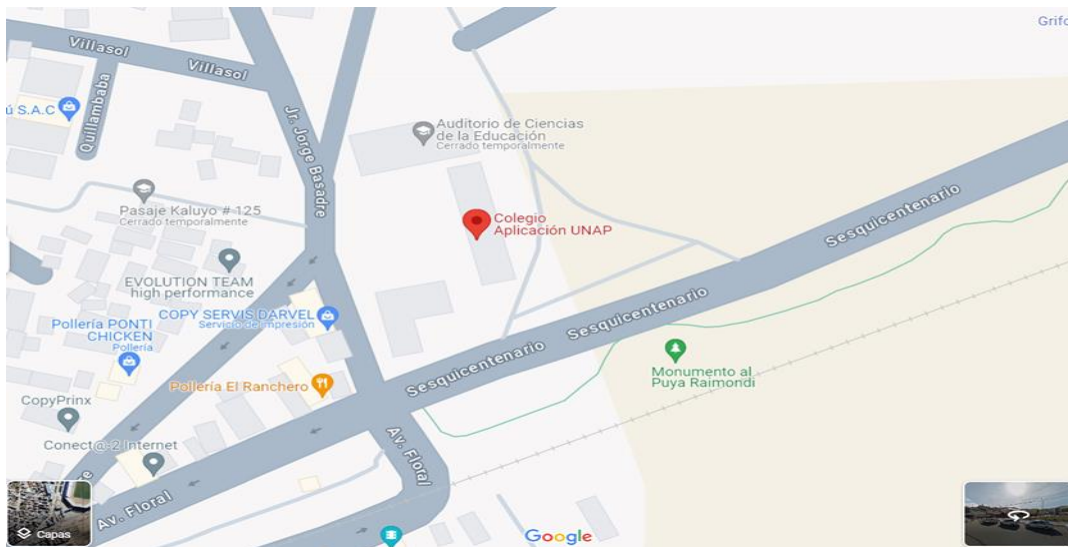 Grifo
Villasol
Villasol
Quillambaba
ú S.A.C
Jr. Jorge Basadre
Auditorio de Ciencias
de la Educación
Cerrado temporalmente
Pasaje Kaluyo # 125
Cerrado temporalmente
Colegio
Aplicación UNAP
Sesquicentenario
EVOLUTION TEAM
high performance
COPY SERVIS DARVEL
Servicio de impresión
Sesquicentenario
Pollería PONTI
CHICKEN
Pollería
Sesquicentenario
Monumento al
Puya Raimondi
Pollería El Ranchero
CopyPrinx
Conect@-2 Internet
Av. Floral
Av. Floral
Capas
Google